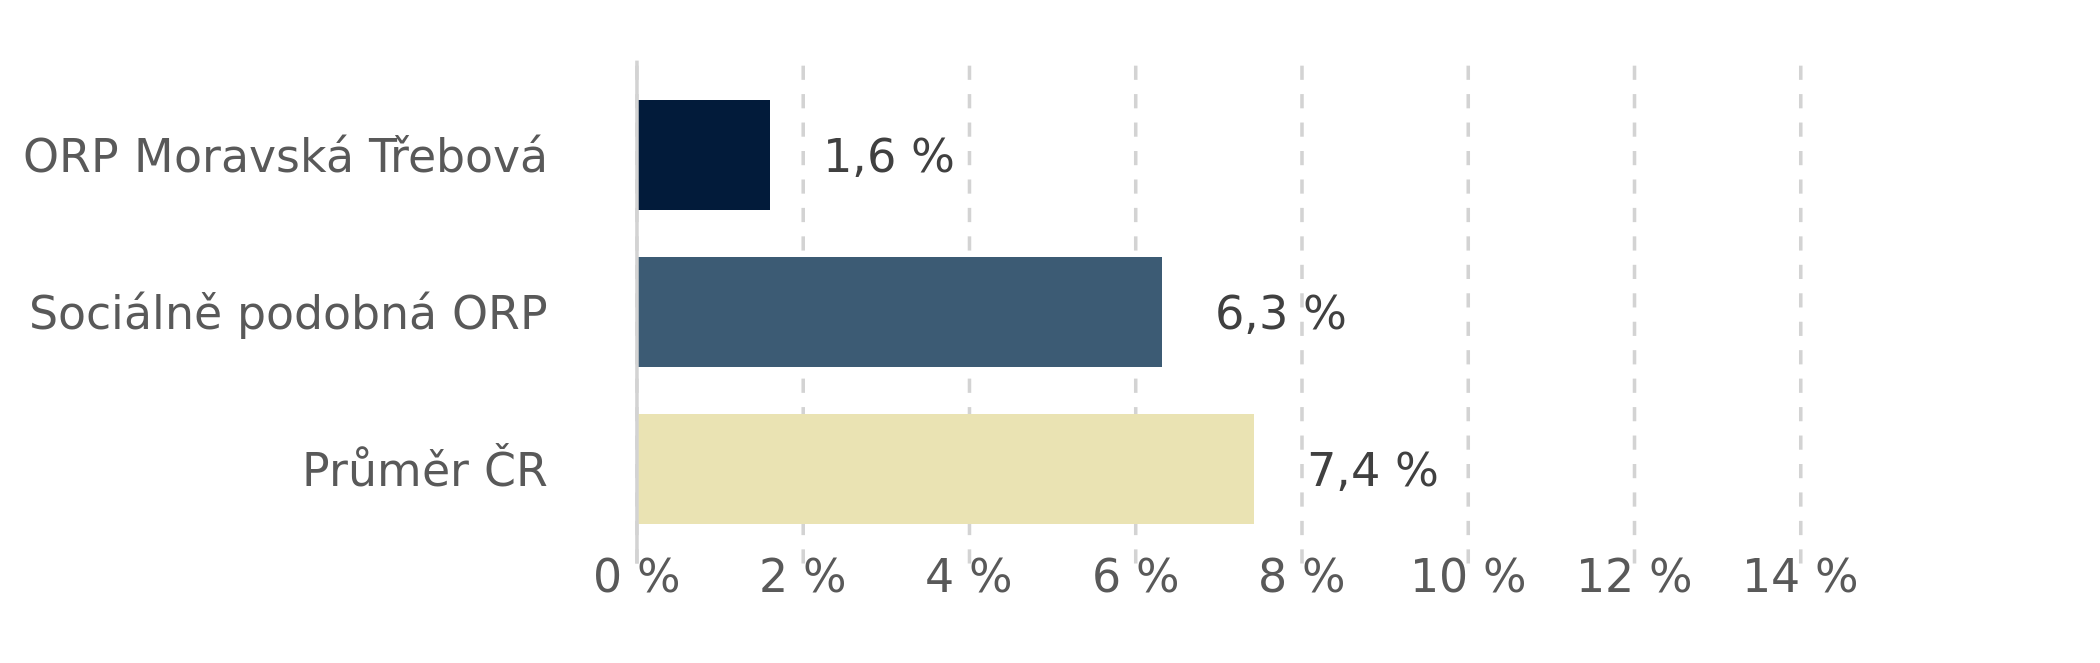 ORP Moravská Třebová 1,6 %
Sociálně podobná ORP 6,3 %
Průměr ČR 7,4 %
0 % 2 % 4 % 6 % 8 % 10 % 12 % 14 %